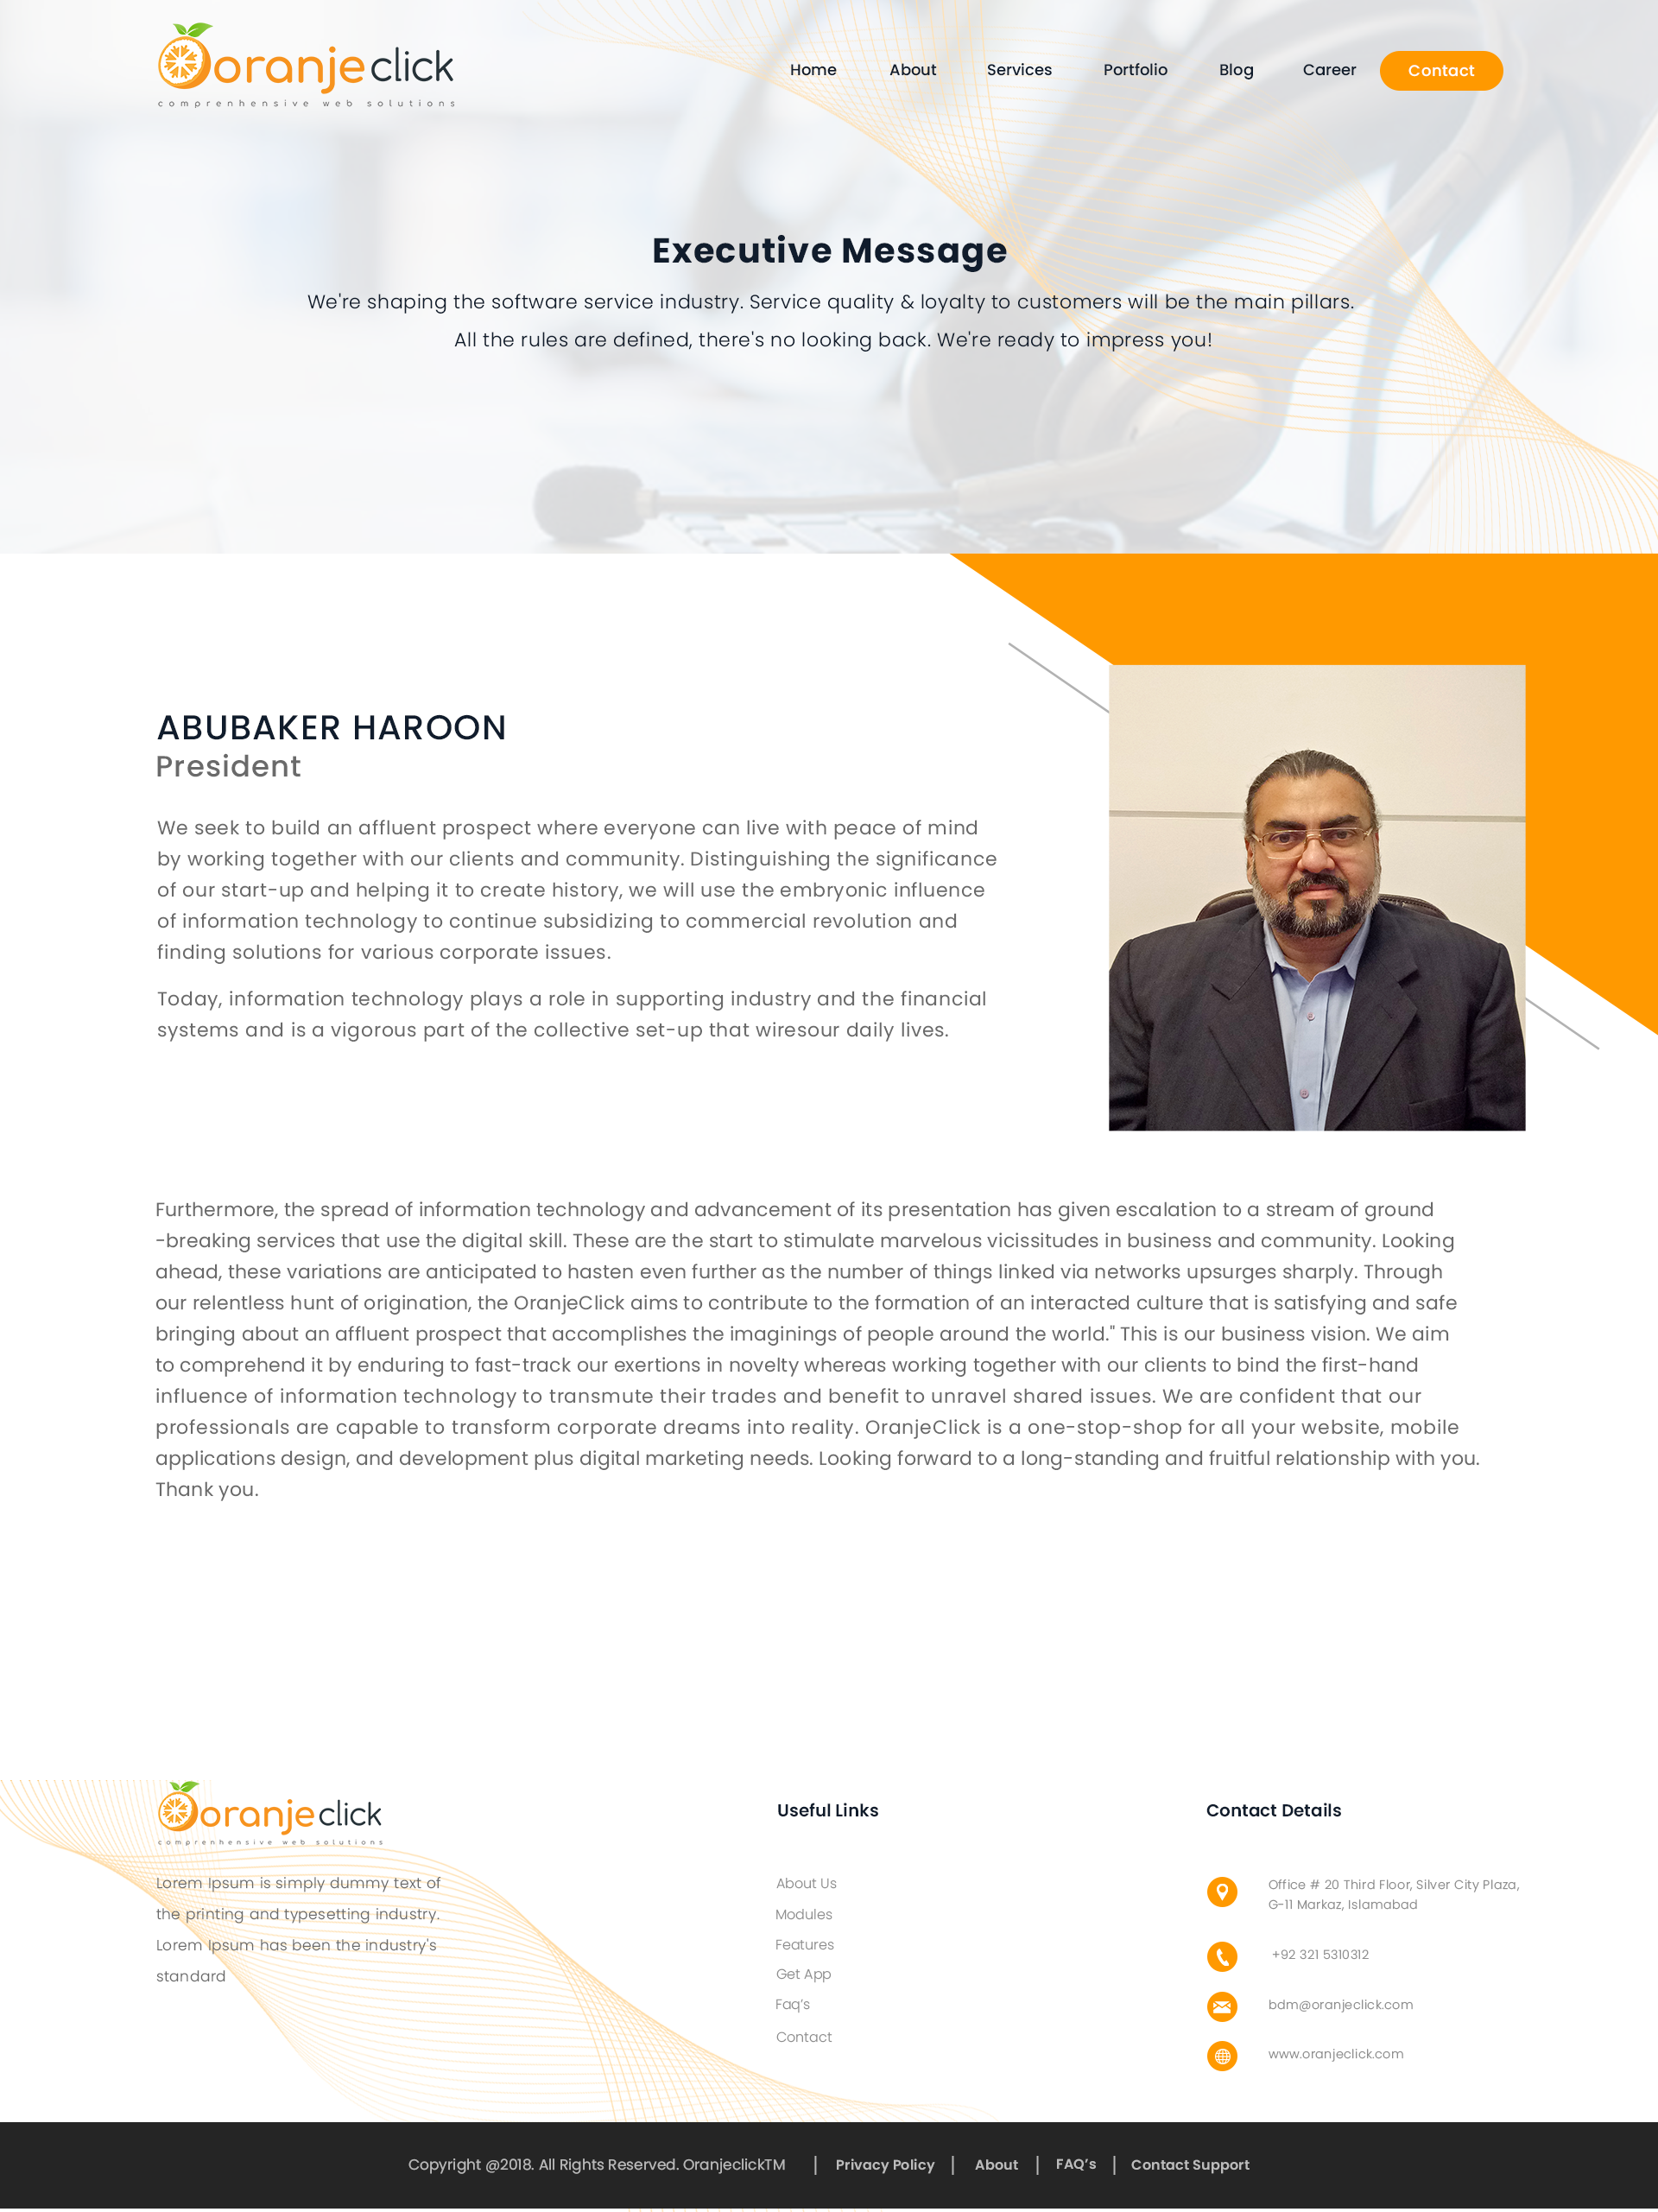 oranjeclick
comprenhensive web solutions
Home About Services Portfolio Blog Career Contact
Executive Message
We're shaping the software service industry. Service quality & loyalty to customers will be the main pillars.
All the rules are defined, there's no looking back. We're ready to impress you!
ABUBAKER HAROON
President
We seek to build an affluent prospect where everyone can live with peace of mind
by working together with our clients and community. Distinguishing the significance
of our start-up and helping it to create history, we will use the embryonic influence
of information technology to continue subsidizing to commercial revolution and
finding solutions for various corporate issues.
Today, information technology plays a role in supporting industry and the financial
systems and is a vigorous part of the collective set-up that wiresour daily lives.
Furthermore, the spread of information technology and advancement of its presentation has given escalation to a stream of ground
-breaking services that use the digital skill. These are the start to stimulate marvelous vicissitudes in business and community. Looking
ahead, these variations are anticipated to hasten even further as the number of things linked via networks upsurges sharply. Through
our relentless hunt of origination, the OranjeClick aims to contribute to the formation of an interacted culture that is satisfying and safe
bringing about an affluent prospect that accomplishes the imaginings of people around the world." This is our business vision. We aim
to comprehend it by enduring to fast-track our exertions in novelty whereas working together with our clients to bind the first-hand
influence of information technology to transmute their trades and benefit to unravel shared issues. We are confident that our
professionals are capable to transform corporate dreams into reality. OranjeClick is a one-stop-shop for all your website, mobile
applications design, and development plus digital marketing needs. Looking forward to a long-standing and fruitful relationship with you.
Thank you.
oranjeclick
comprenhensive web solutions
Lorem Ipsum is simply dummy text of
the printing and typesetting industry.
Lorem Ipsum has been the industry's
standard
Useful Links
About Us
Modules
Features
Get App
Faq's
Contact
Contact Details
Office # 20 Third Floor, Silver City Plaza,
G-11 Markaz, Islamabad
+92 321 5310312
bdm@oranjeclick.com
www.oranjeclick.com
Copyright @2018. All Rights Reserved. OranjeclickTM | Privacy Policy | About | FAQ's | Contact Support